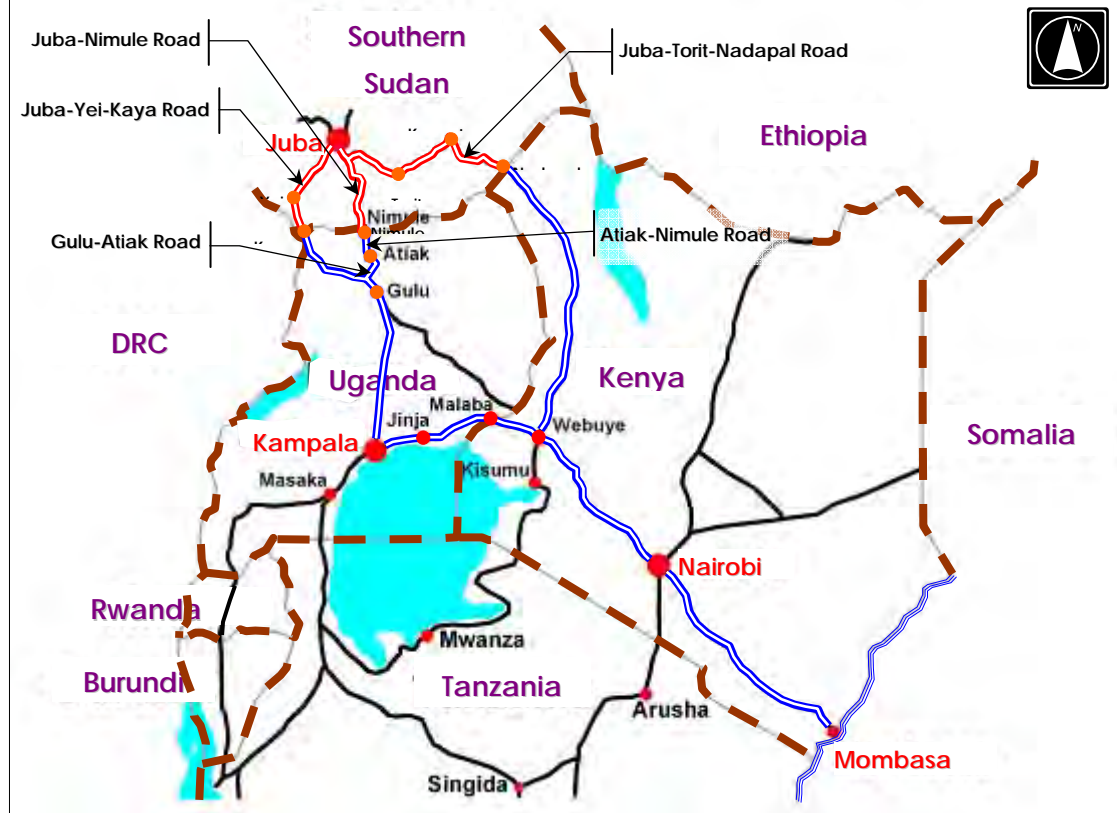 Juba-Nimule Road
Southern
Sudan
Juba-Torit-Nadapal Road
N
Juba-Yei-Kaya Road
Juba
Ethiopia
Nimule
Gulu-Atiak Road
Atiak-Nimule Road
Atiak
Gulu
DRC
Uganda
Kenya
Malaba
Jinja
Webuye
Kampala
Somalia
Kisumu
Masaka
Nairobi
Rwanda
Mwanza
Burundi
Tanzania
Arusha
Mombasa
Singida